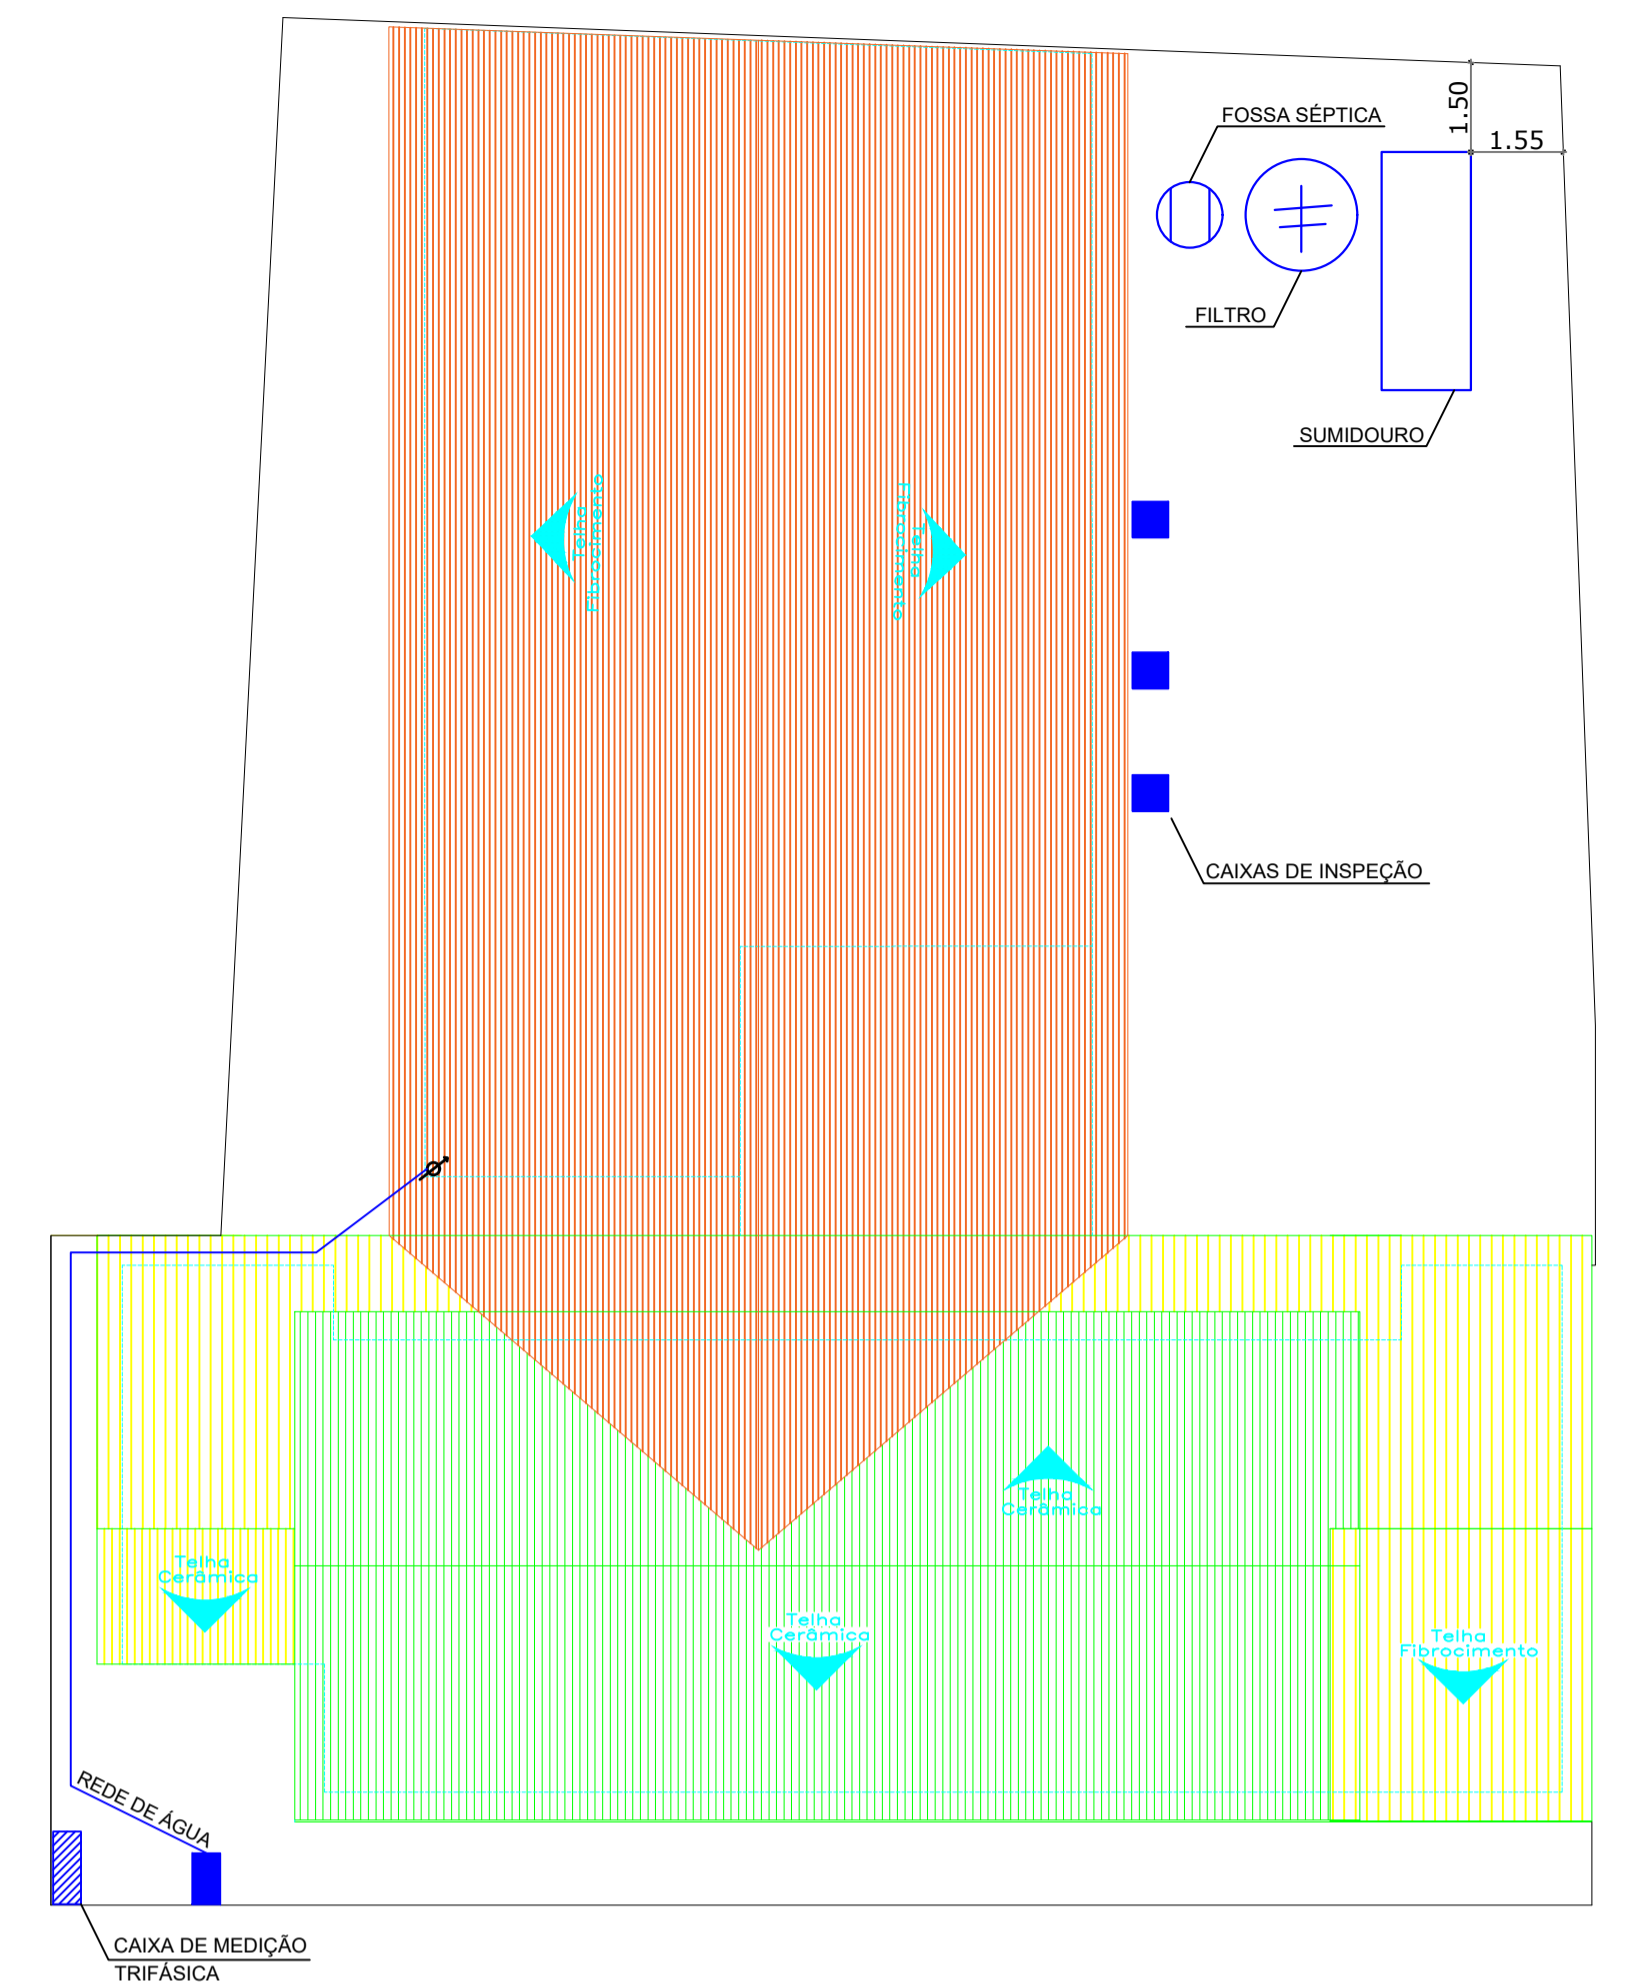 FOSSA SÉPTICA
1.50
1.55
FILTRO
SUMIDOURO
Telha
Fibrocimento
Telha
Fibrocimento
CAIXAS DE INSPEÇÃO
Telha
Cerâmica
Telha
Cerâmica
Telha
Cerâmica
Telha
Fibrocimento
REDE DE ÁGUA
CAIXA DE MEDIÇÃO
TRIFÁSICA